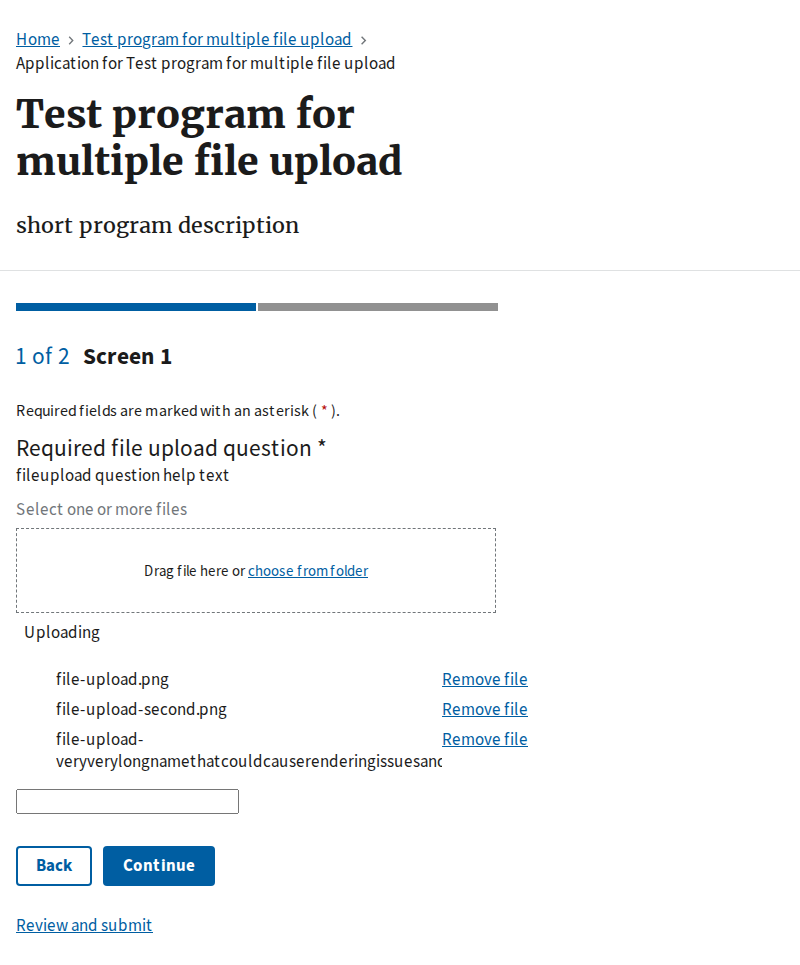 Home > Test program for multiple file upload >
Application for Test program for multiple file upload
Test program for
multiple file upload
short program description
1 of 2 Screen 1
Required fields are marked with an asterisk ( * ).
Required file upload question *
fileupload question help text
Select one or more files
Drag file here or choose from folder
Uploading
file-upload.png Remove file
file-upload-second.png Remove file
file-upload- Remove file
veryverylongnamethatcouldcauserenderingissuesand
Back Continue
Review and submit